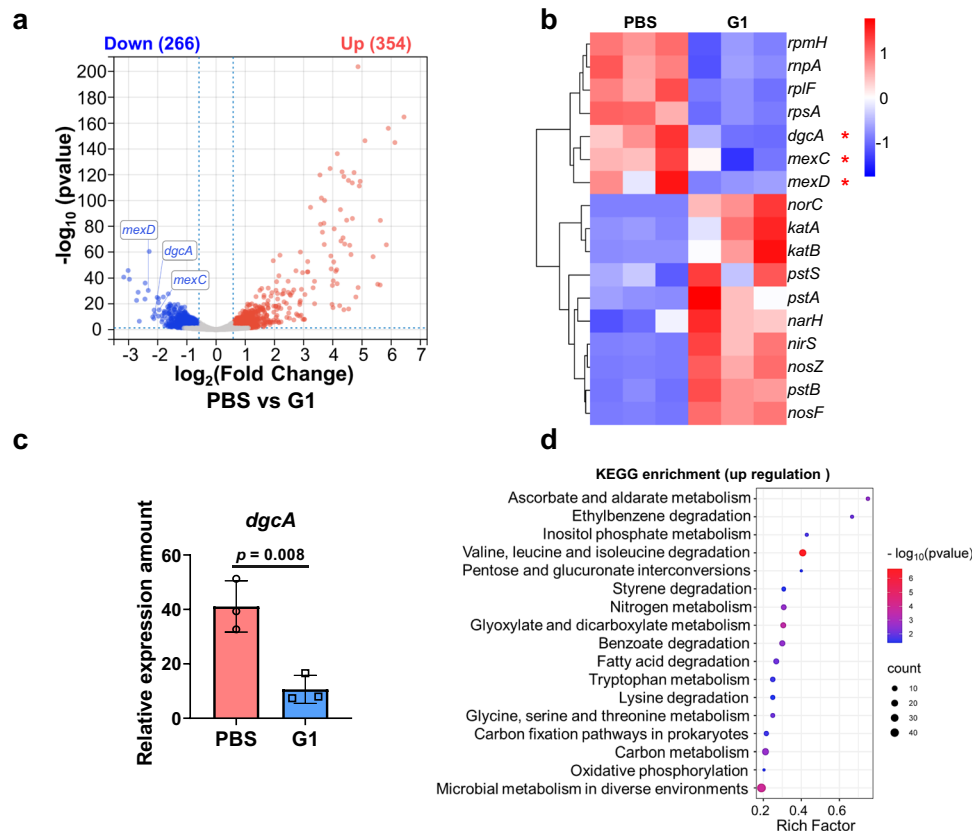 a
Down (266)
Up (354)
200
180
160
140
120
100
80
60
40
20
0
-log10 (pvalue)
mexD
dgcA
mexC
-3 -2 -1 0 1 2 3 4 5 6 7
log2(Fold Change)
PBS vs G1
b
PBS G1
rpmH
rnpA
rplF
rpsA
dgcA *
mexC *
mexD *
norC
katA
katB
pstS
pstA
narH
nirS
nosZ
pstB
nosF
1
0
-1
c
dgcA
p = 0.008
Relative expression amount
60
40
20
0
PBS G1
d
KEGG enrichment (up regulation )
Ascorbate and aldarate metabolism
Ethylbenzene degradation
Inositol phosphate metabolism
Valine, leucine and isoleucine degradation
Pentose and glucuronate interconversions
Styrene degradation
Nitrogen metabolism
Glyoxylate and dicarboxylate metabolism
Benzoate degradation
Fatty acid degradation
Tryptophan metabolism
Lysine degradation
Glycine, serine and threonine metabolism
Carbon fixation pathways in prokaryotes
Carbon metabolism
Oxidative phosphorylation
Microbial metabolism in diverse environments
0.2 0.4 0.6
Rich Factor
- log10(pvalue)
6
5
4
3
2
count
10
20
30
40